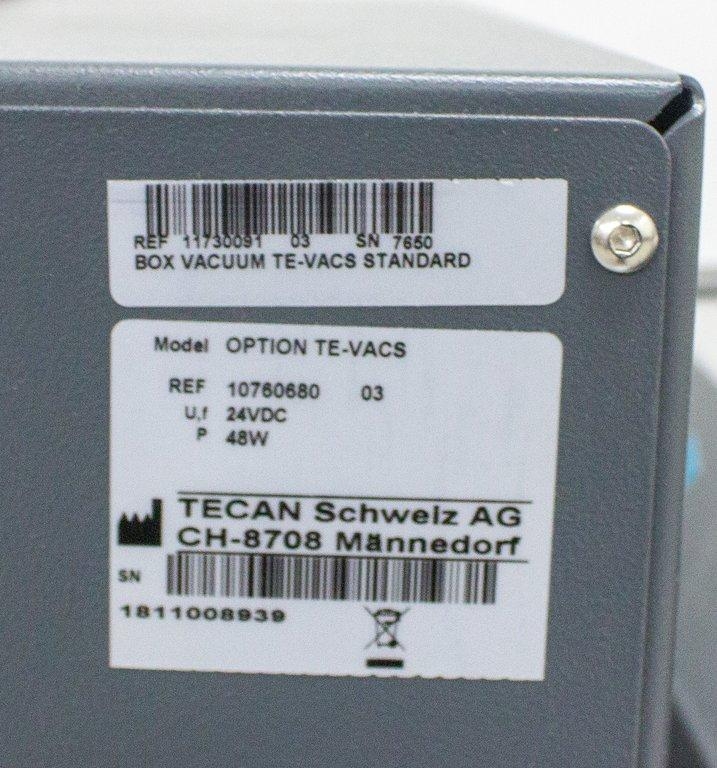 REF 11730091 03 SN 7650
BOX VACUUM TE-VACS STANDARD
Model OPTION TE-VACS
REF 10760680 03
U,f 24VDC
P 48W
TECAN Schweiz AG
CH-8708 Männedorf
SN
1811008939